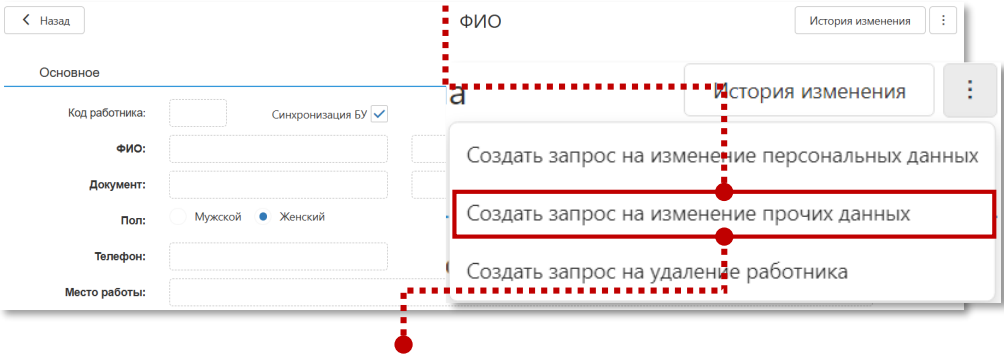 Назад
ФИО
История изменения
Основное
а
История изменения
Код работника:
Синхронизация БУ
ФИО:
Создать запрос на изменение персональных данных
Документ:
Пол:
Мужской
Женский
Создать запрос на изменение прочих данных
Телефон:
Создать запрос на удаление работника
Место работы: